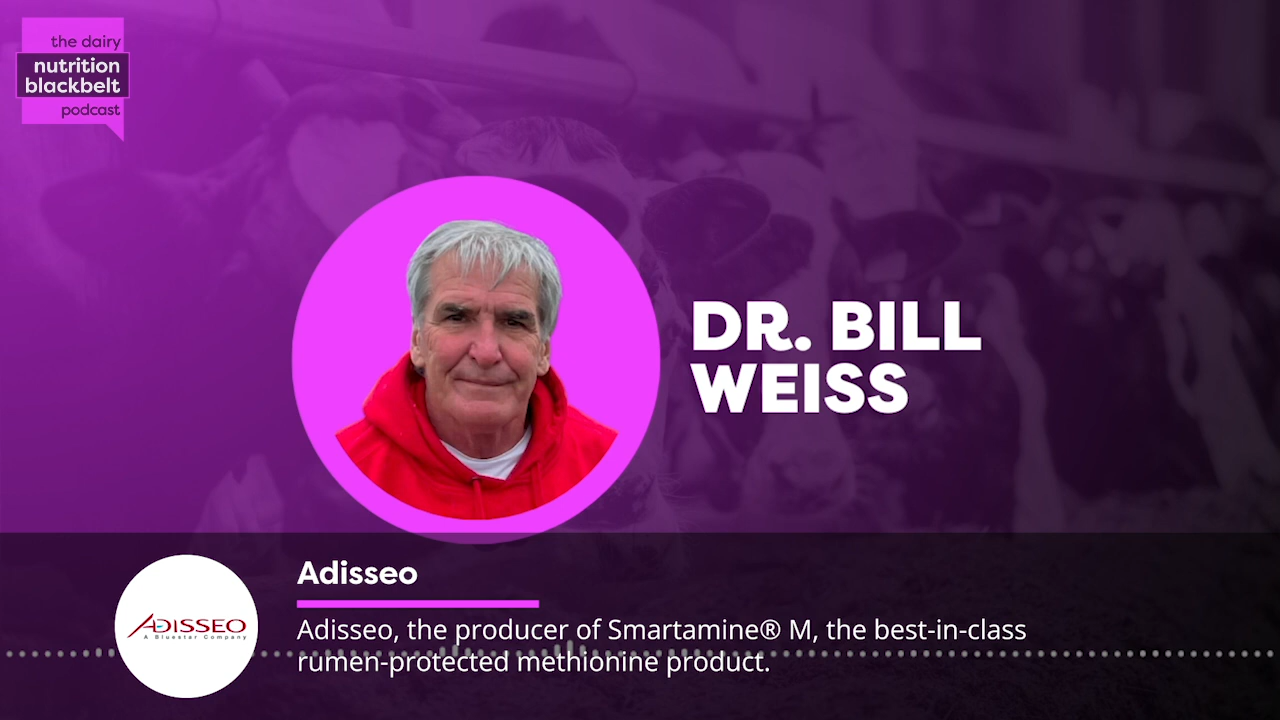 the dairy
nutrition
blackbelt
podcast
DR. BILL
WEISS
Adisseo
ADISSEO
A Bluestar Company
Adisseo, the producer of Smartamine® M, the best-in-class
rumen-protected methionine product.